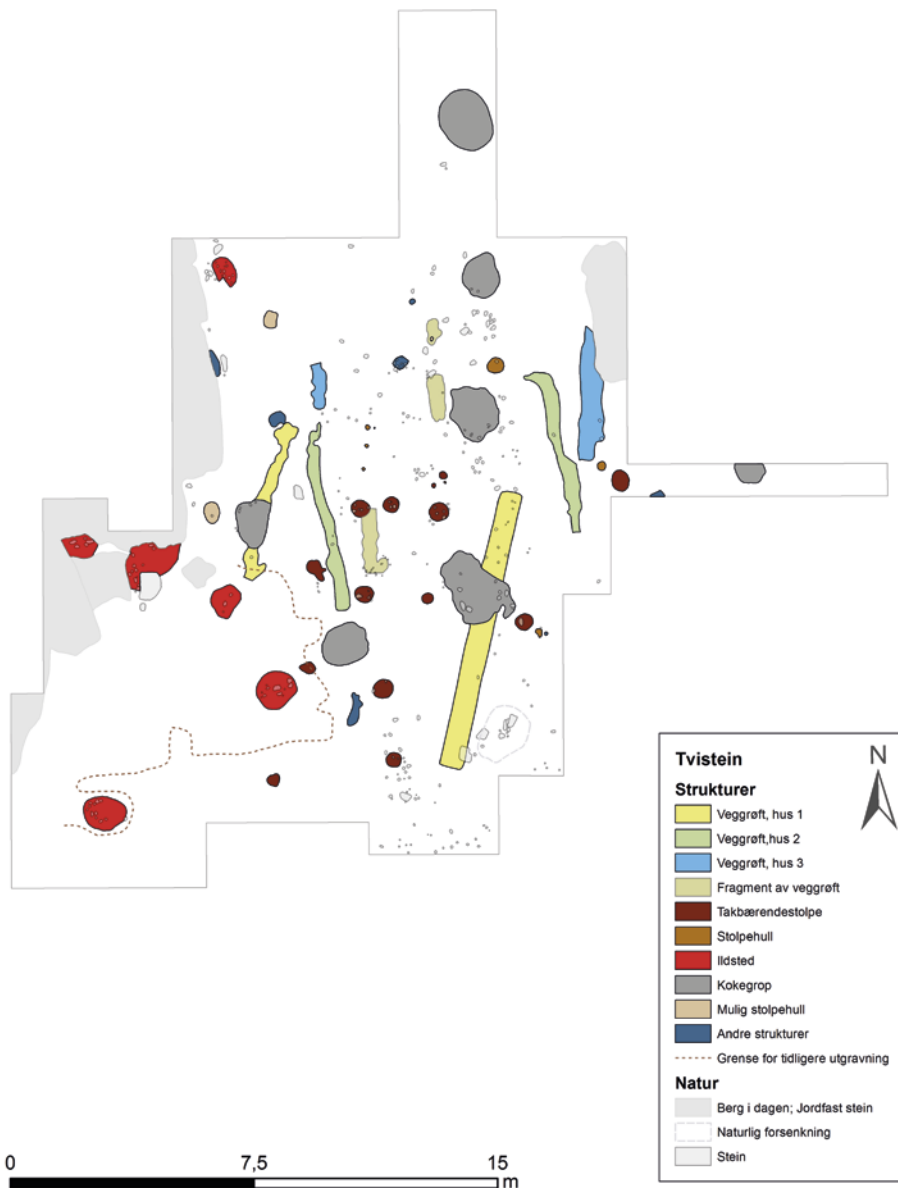 Tvistein
N
Strukturer
Veggrøft, hus 1
Veggrøft,hus 2
Veggrøft, hus 3
Fragment av veggrøft
Takbærendestolpe
Stolpehull
Ildsted
Kokegrop
Mulig stolpehull
Andre strukturer
Grense for tidligere utgravning
Natur
Berg i dagen; Jordfast stein
Naturlig forsenkning
Stein
0 7,5 15
m